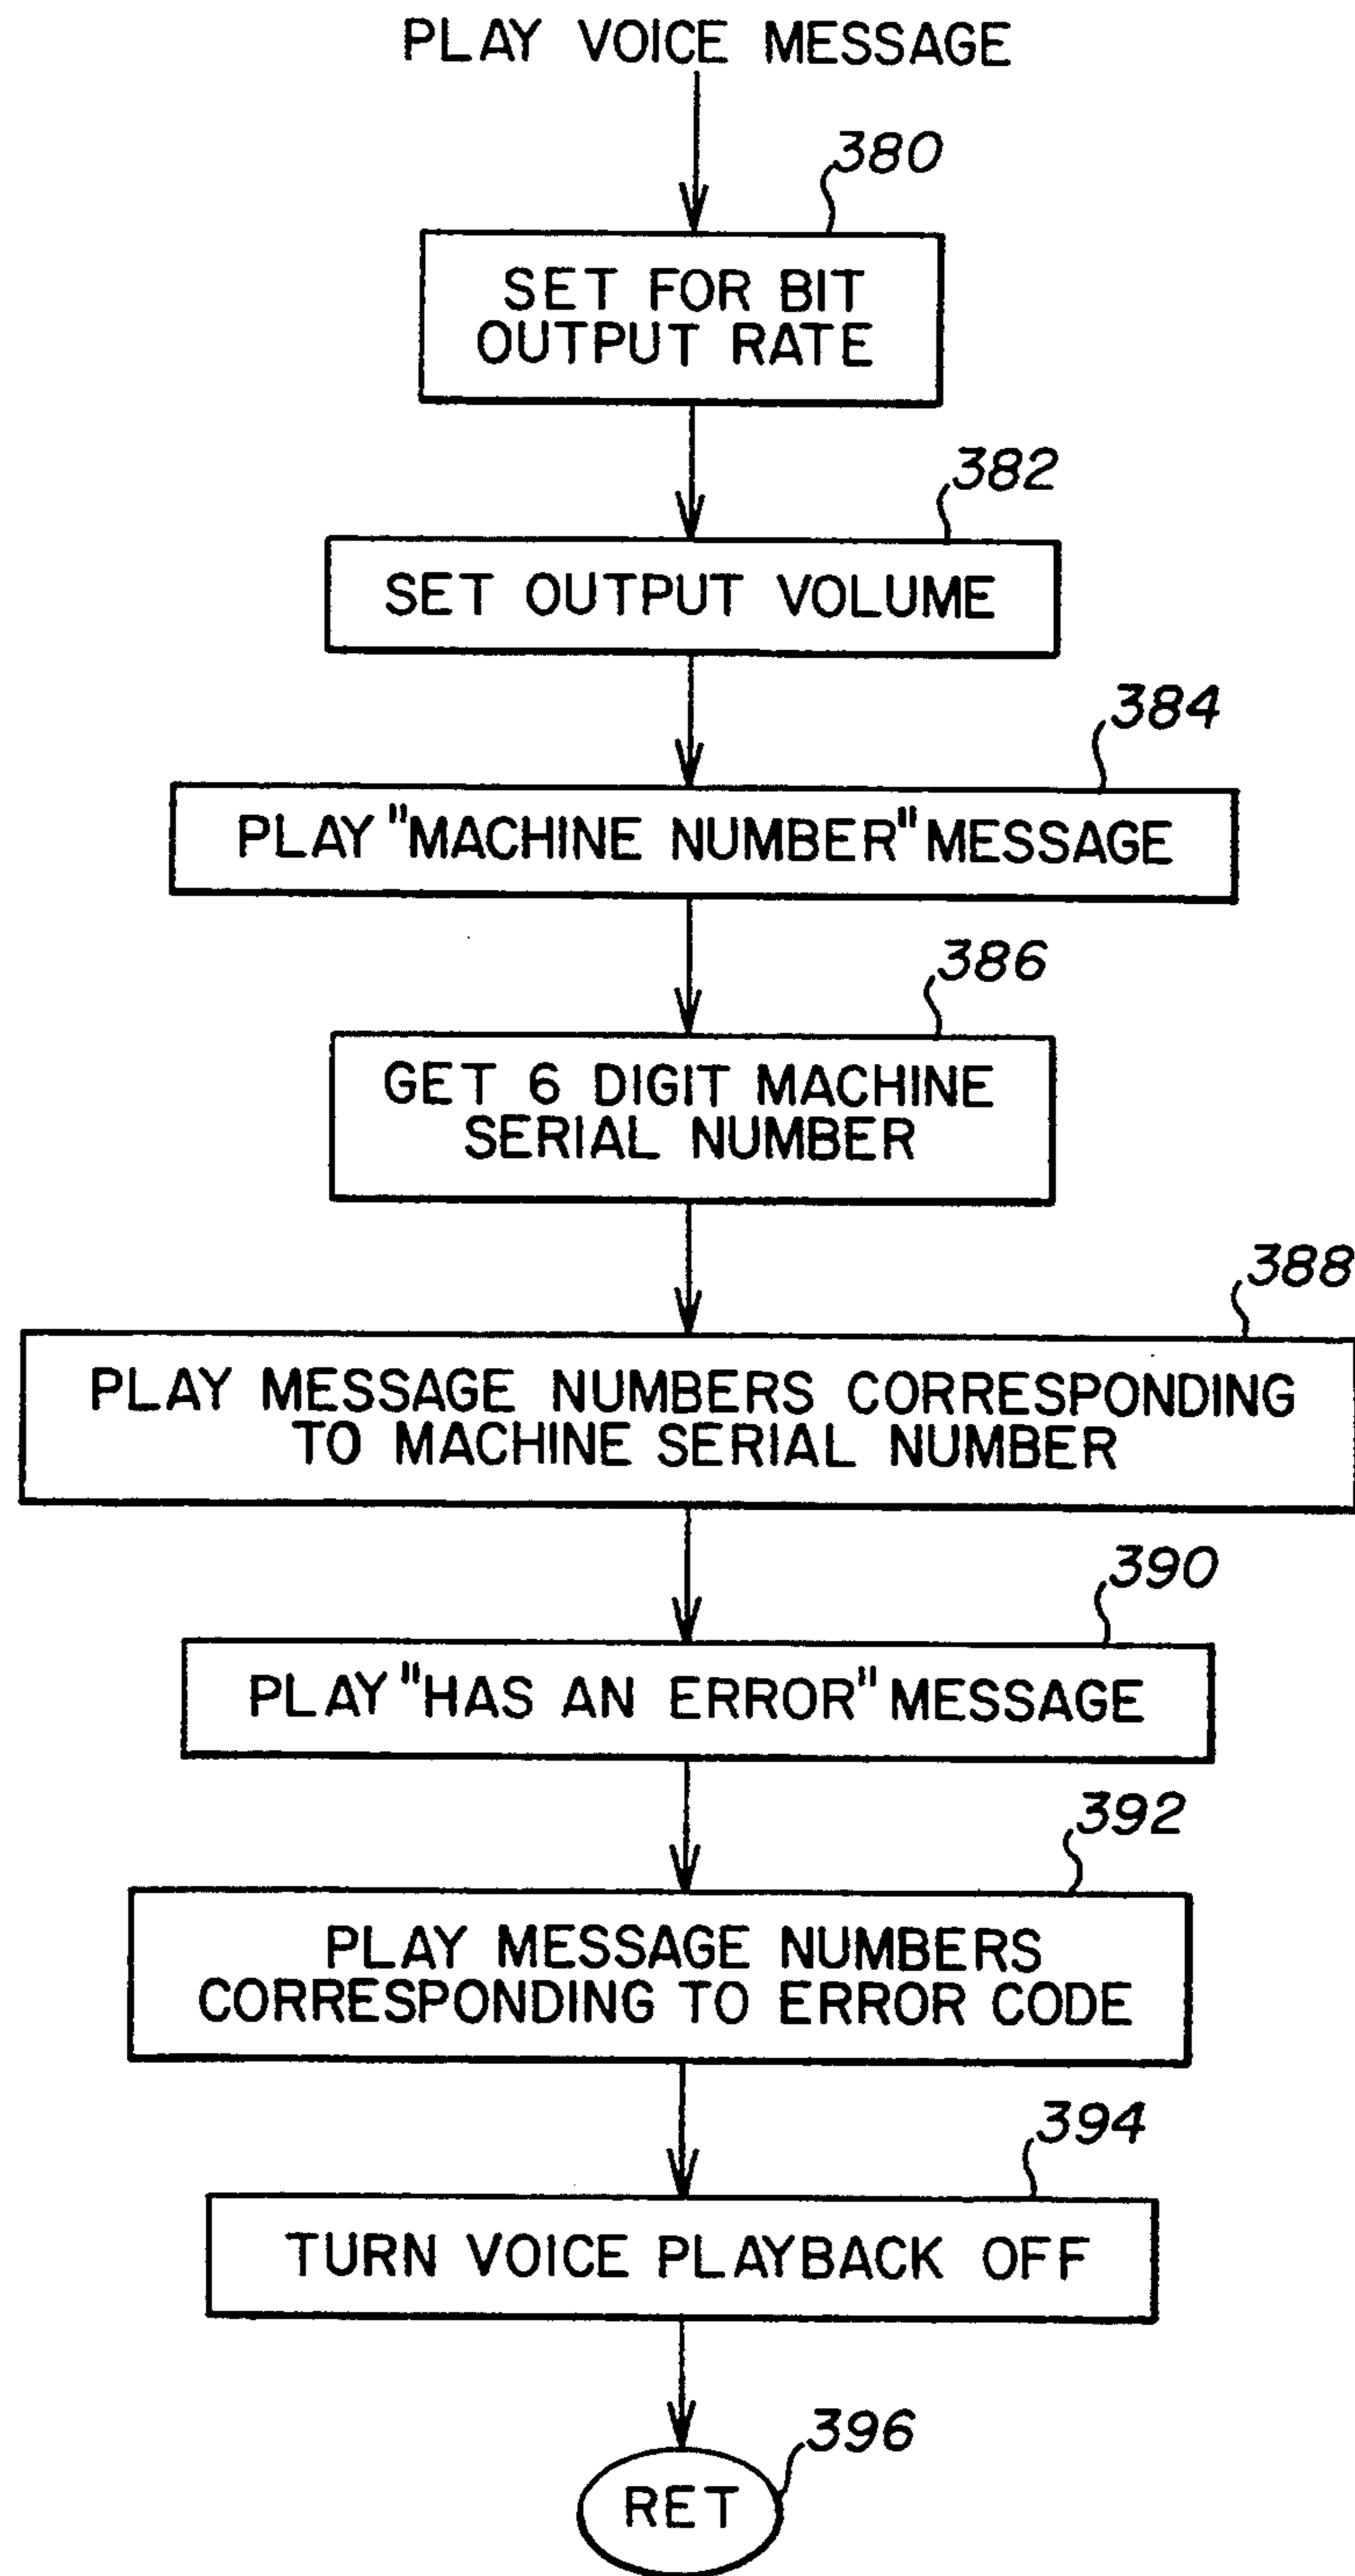 PLAY VOICE MESSAGE
380
SET FOR BIT
OUTPUT RATE
382
SET OUTPUT VOLUME
384
PLAY "MACHINE NUMBER" MESSAGE
386
GET 6 DIGIT MACHINE
SERIAL NUMBER
388
PLAY MESSAGE NUMBERS CORRESPONDING
TO MACHINE SERIAL NUMBER
390
PLAY "HAS AN ERROR" MESSAGE
392
PLAY MESSAGE NUMBERS
CORRESPONDING TO ERROR CODE
394
TURN VOICE PLAYBACK OFF
396
RET